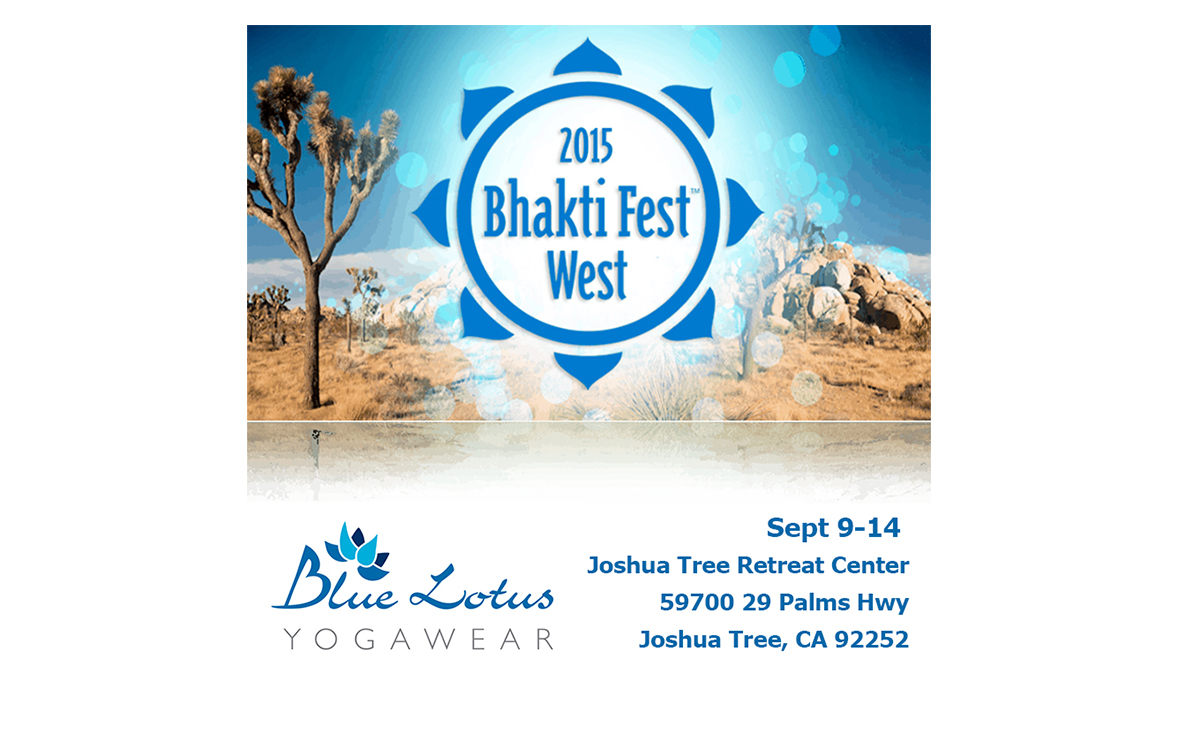 2015
Bhakti Fest™
West
Sept 9-14
Joshua Tree Retreat Center
59700 29 Palms Hwy
Joshua Tree, CA 92252
Blue Lotus
YOGAWEAR